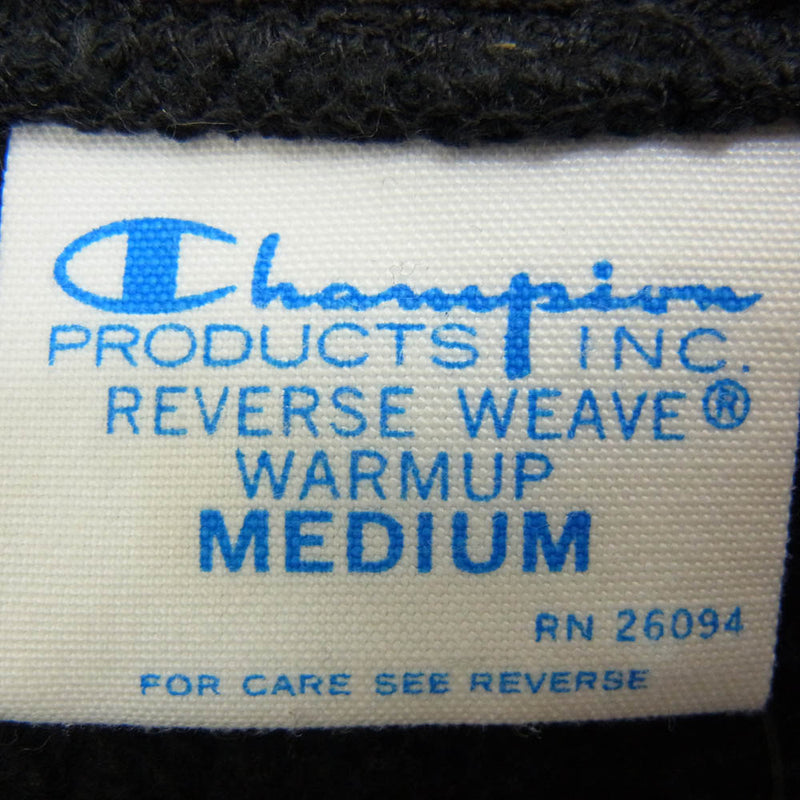 Champion
PRODUCTS INC.
REVERSE WEAVE®
WARMUP
MEDIUM
RN 26094
FOR CARE SEE REVERSE